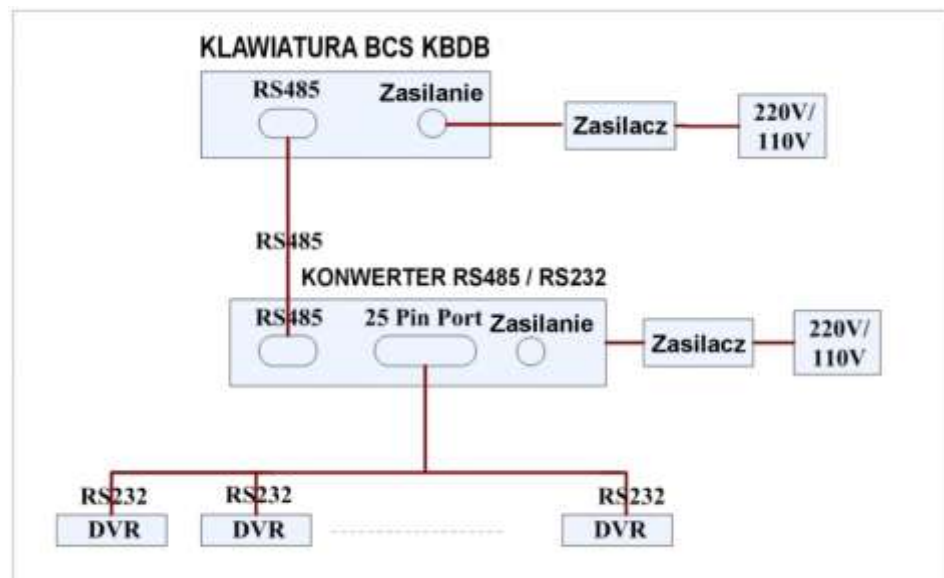 KLAWIATURA BCS KBDB
RS485
Zasilanie
Zasilacz
220V/
110V
RS485
KONWERTER RS485 / RS232
RS485
25 Pin Port
Zasilanie
Zasilacz
220V/
110V
RS232
RS232
RS232
DVR
DVR
DVR